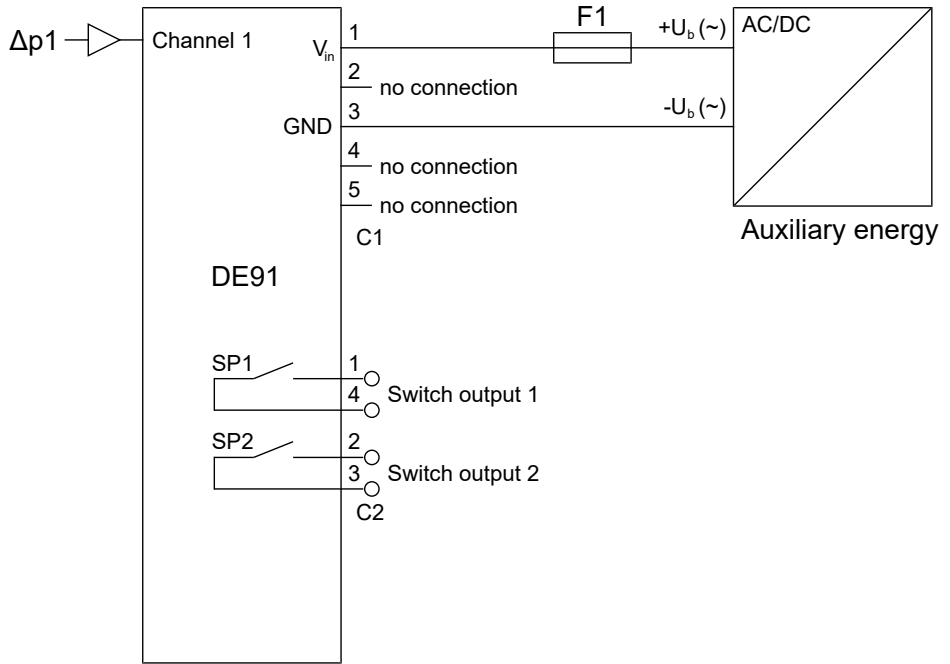 F1
Δp1
Channel 1
1
V_in
+U_b (~)
AC/DC
2
no connection
3
GND
-U_b (~)
4
no connection
5
no connection
C1
Auxiliary energy
DE91
SP1
1
4
Switch output 1
SP2
2
3
Switch output 2
C2